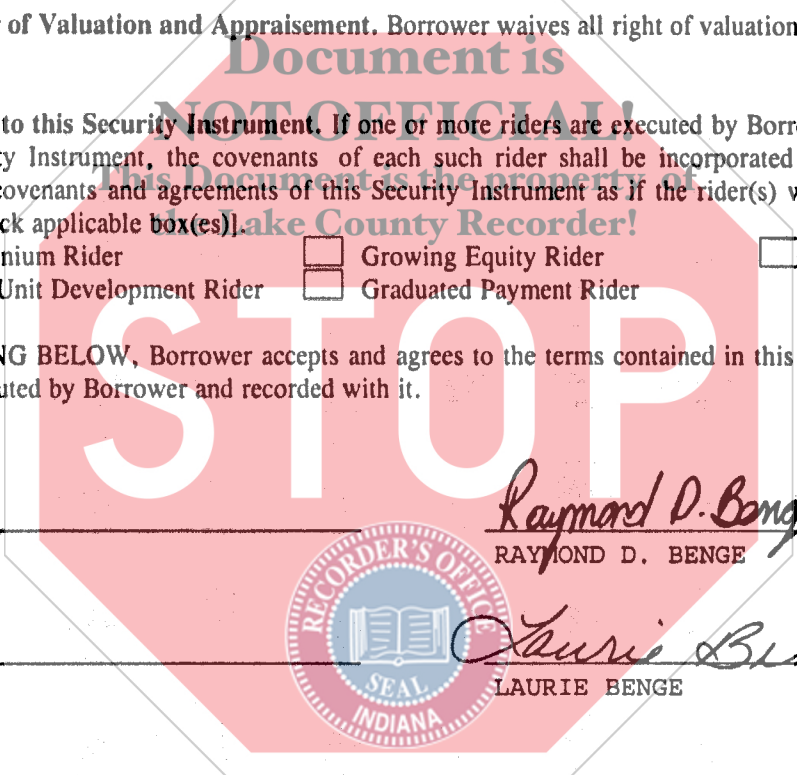 of Valuation and Appraisement. Borrower waives all right of valuation
Document is
NOT OFFICIAL!
to this Security Instrument. If one or more riders are executed by Borr
ty Instrument, the covenants of each such rider shall be incorporated
This Document is the property of
covenants and agreements of this Security Instrument as if the rider(s) w
the Lake County Recorder!
ck applicable box(es)].
nium Rider Growing Equity Rider
Unit Development Rider Graduated Payment Rider
STOP
NG BELOW, Borrower accepts and agrees to the terms contained in this
uted by Borrower and recorded with it.
Raymond D. Beng
RAYMOND D. BENGE
RECORDER'S OFFICE
SEAL
INDIANA
Laurie Be
LAURIE BENGE